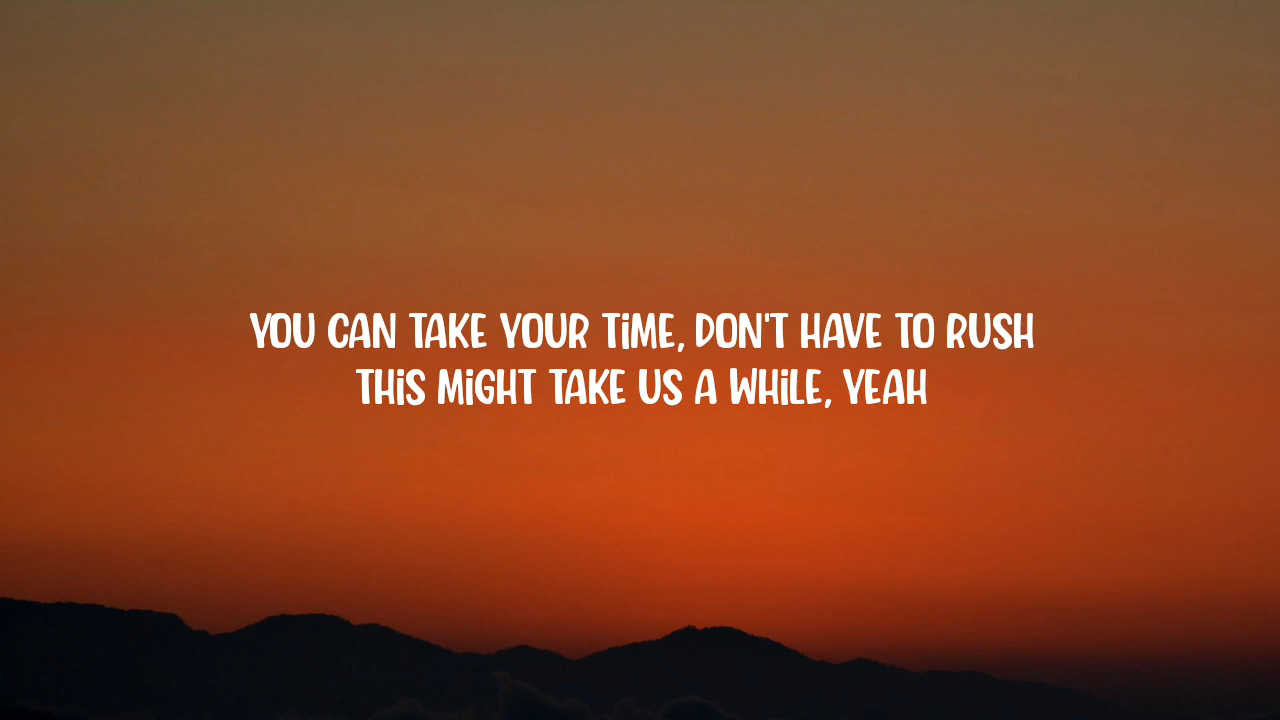 YOU CAN TAKE YOUR TiME, DON'T HAVE TO RUSH
THiS MiGHT TAKE US A WHiLE, YEAH